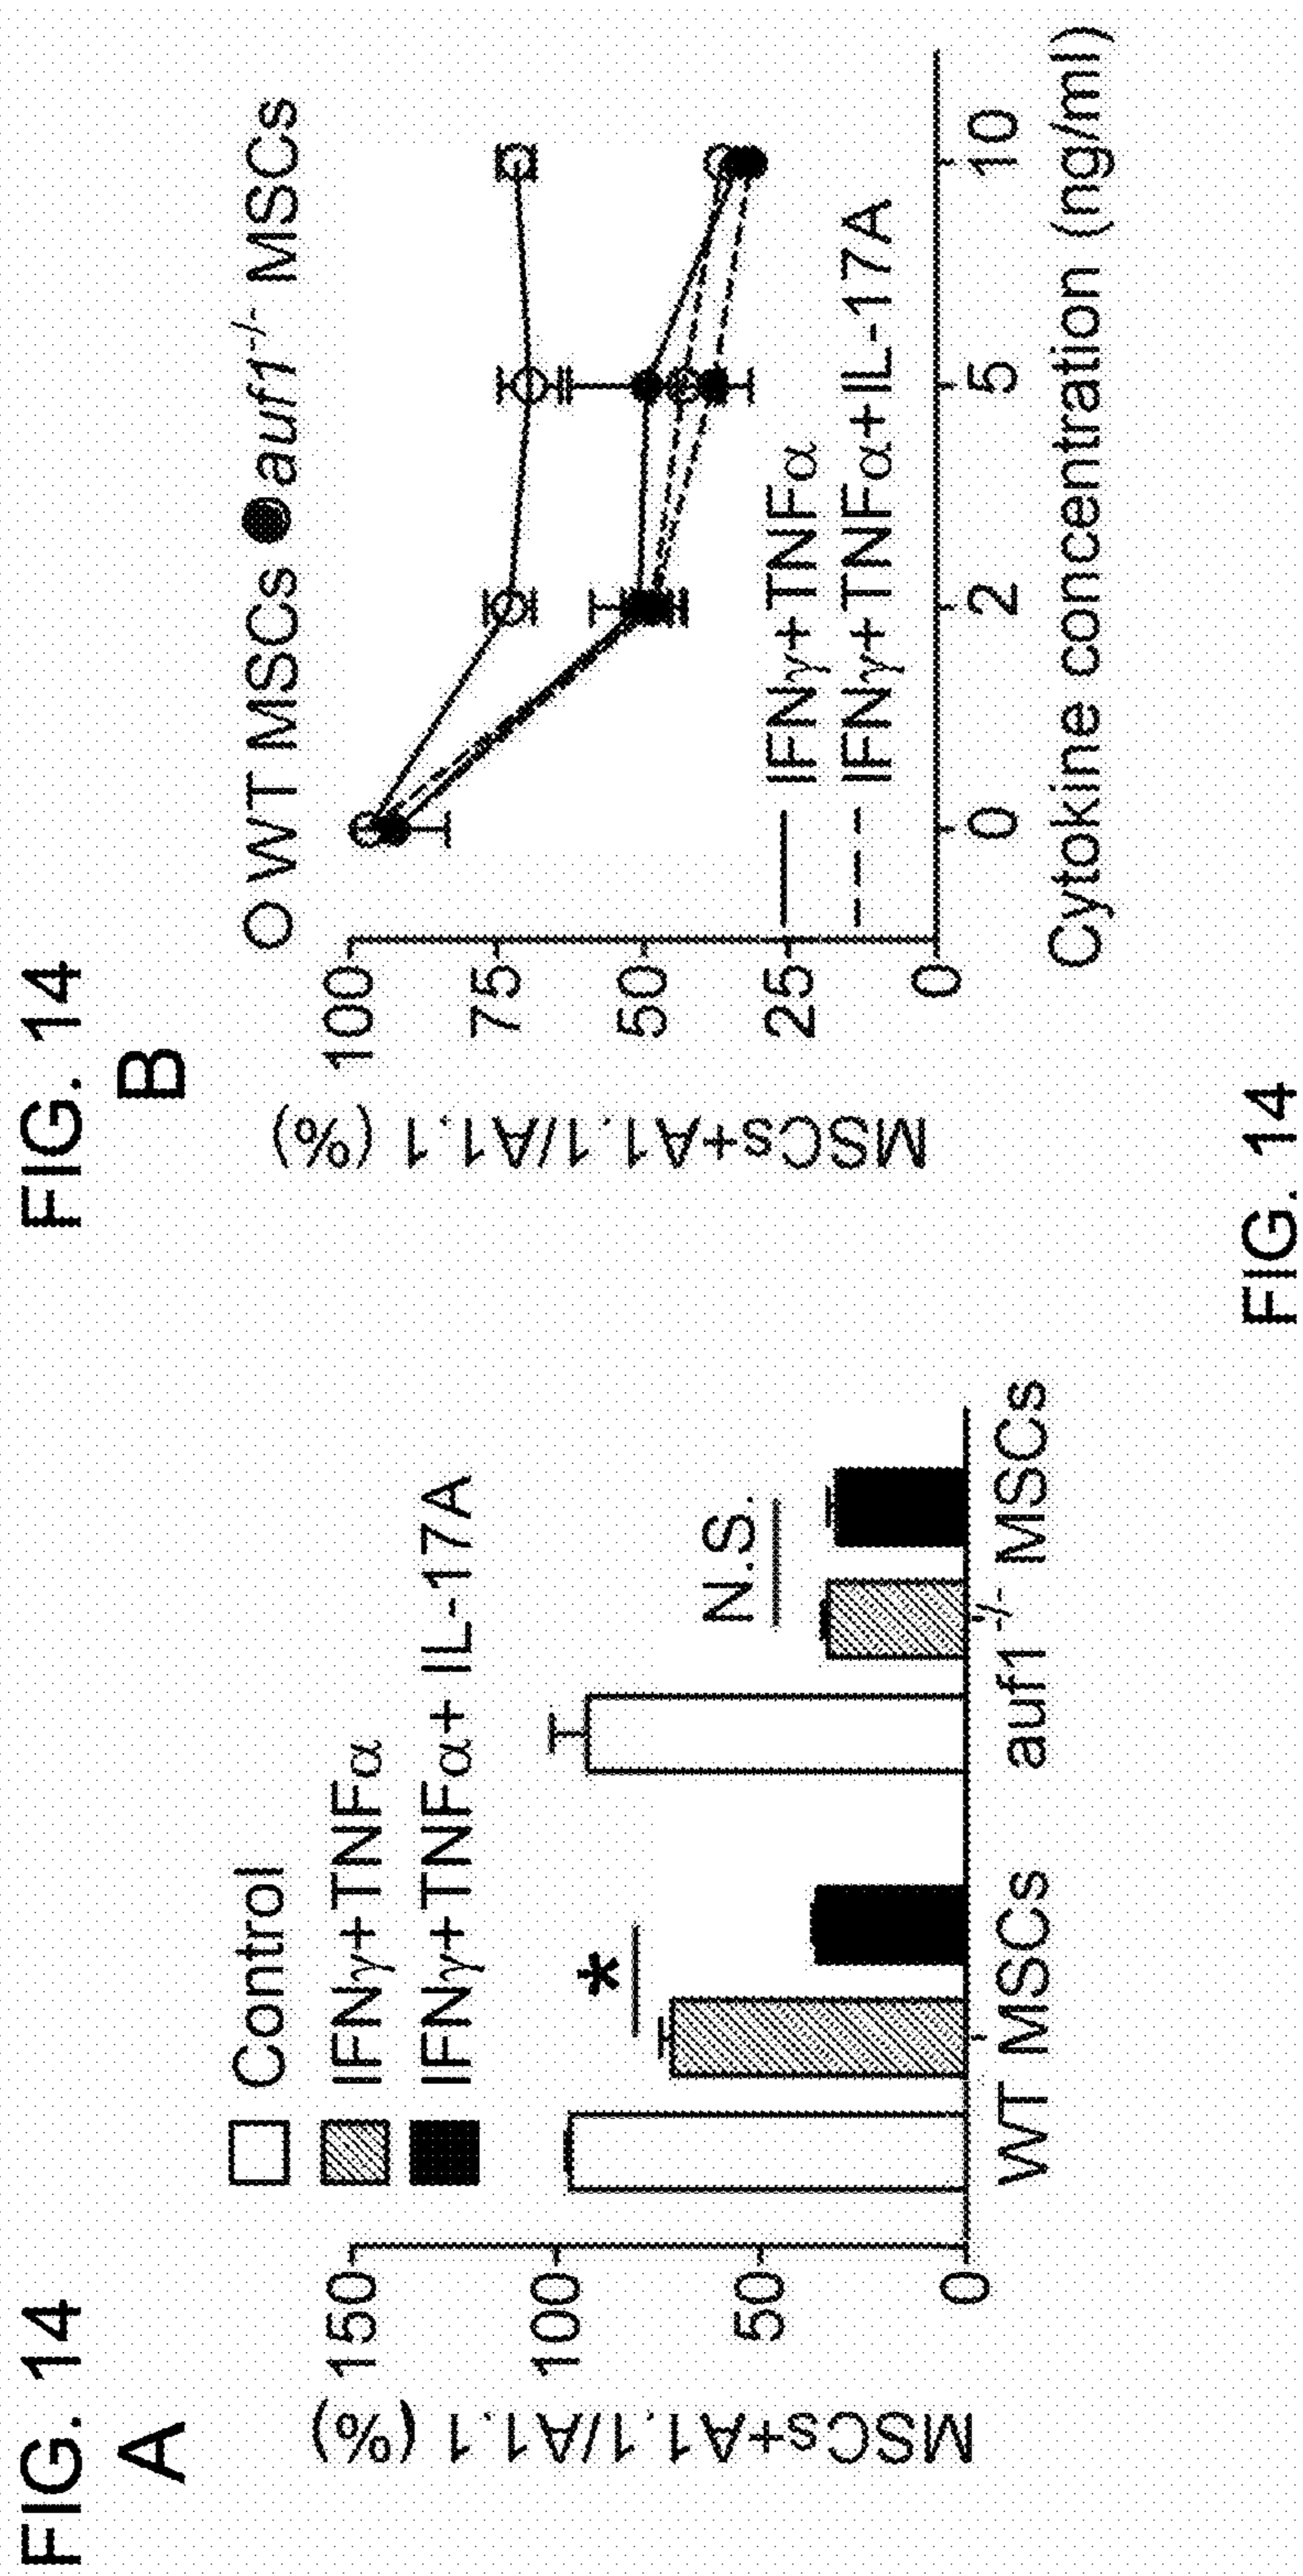 FIG. 14
A
Control
IFNγ+TNFα
IFNγ+TNFα+ IL-17A
MSCs+A1.1/A1.1 (%)
150
100
50
0
*
N.S.
WT MSCs
auf1 -/- MSCs
FIG. 14
B
WT MSCs auf1-/- MSCs
MSCs+A1.1/A1.1 (%)
100
75
50
25
0
IFNγ+TNFα
IFNγ+TNFα+IL-17A
0 2 5 10
Cytokine concentration (ng/ml)
FIG. 14